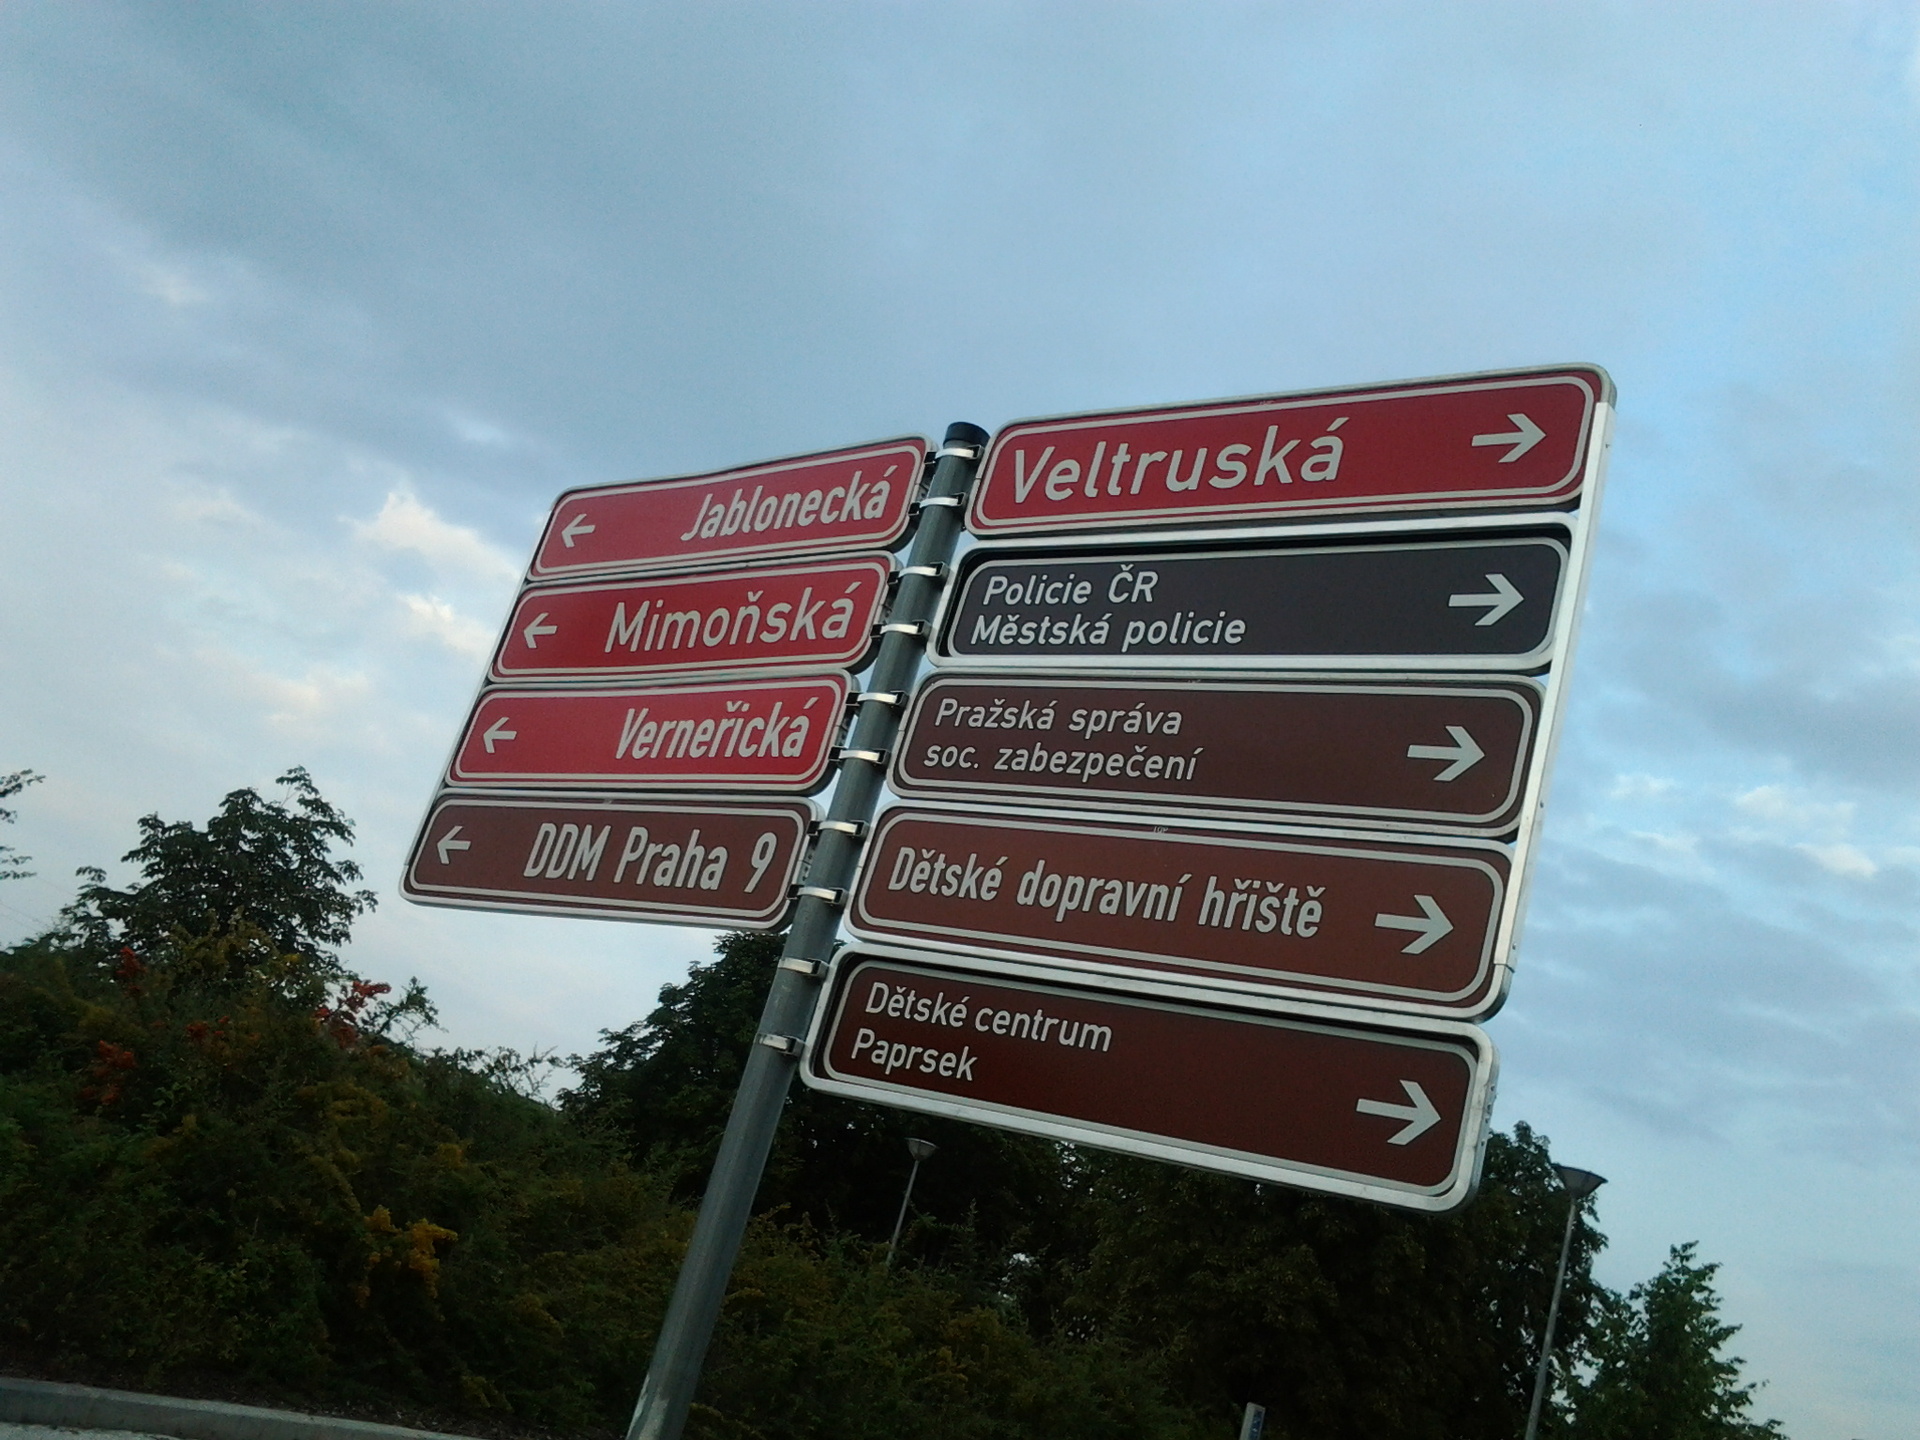 Jablonecká
Mimoňská
Verneřická
DDM Praha 9
Veltruská
Policie ČR
Městská policie
Pražská správa
soc. zabezpečení
Dětské dopravní hřiště
Dětské centrum
Paprsek